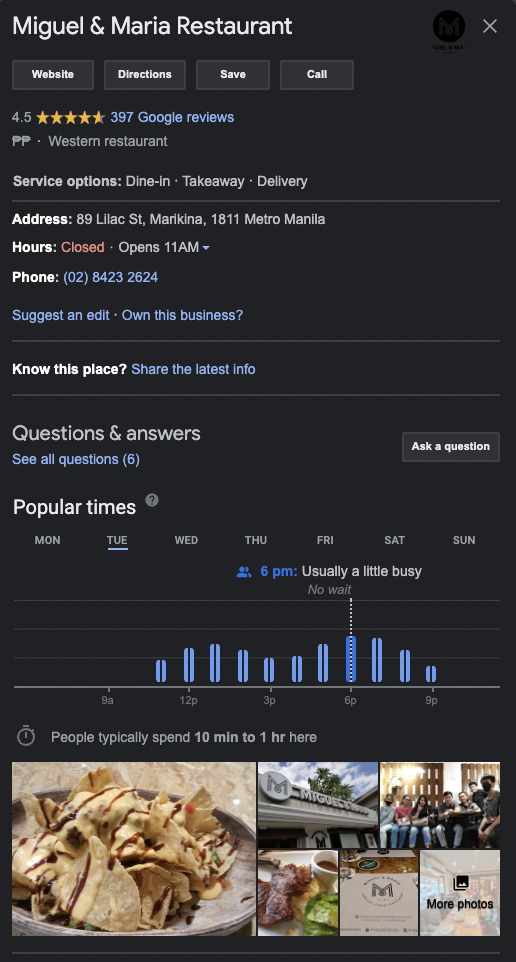 Miguel & Maria Restaurant
Website
Directions
Save
Call
4.5
397 Google reviews
₱₱ · Western restaurant
Service options: Dine-in · Takeaway · Delivery
Address: 89 Lilac St, Marikina, 1811 Metro Manila
Hours: Closed · Opens 11AM
Phone: (02) 8423 2624
Suggest an edit · Own this business?
Know this place? Share the latest info
Questions & answers
See all questions (6)
Ask a question
Popular times ?
MON TUE WED THU FRI SAT SUN
6 pm: Usually a little busy
No wait
9a 12p 3p 6p 9p
People typically spend 10 min to 1 hr here
More photos